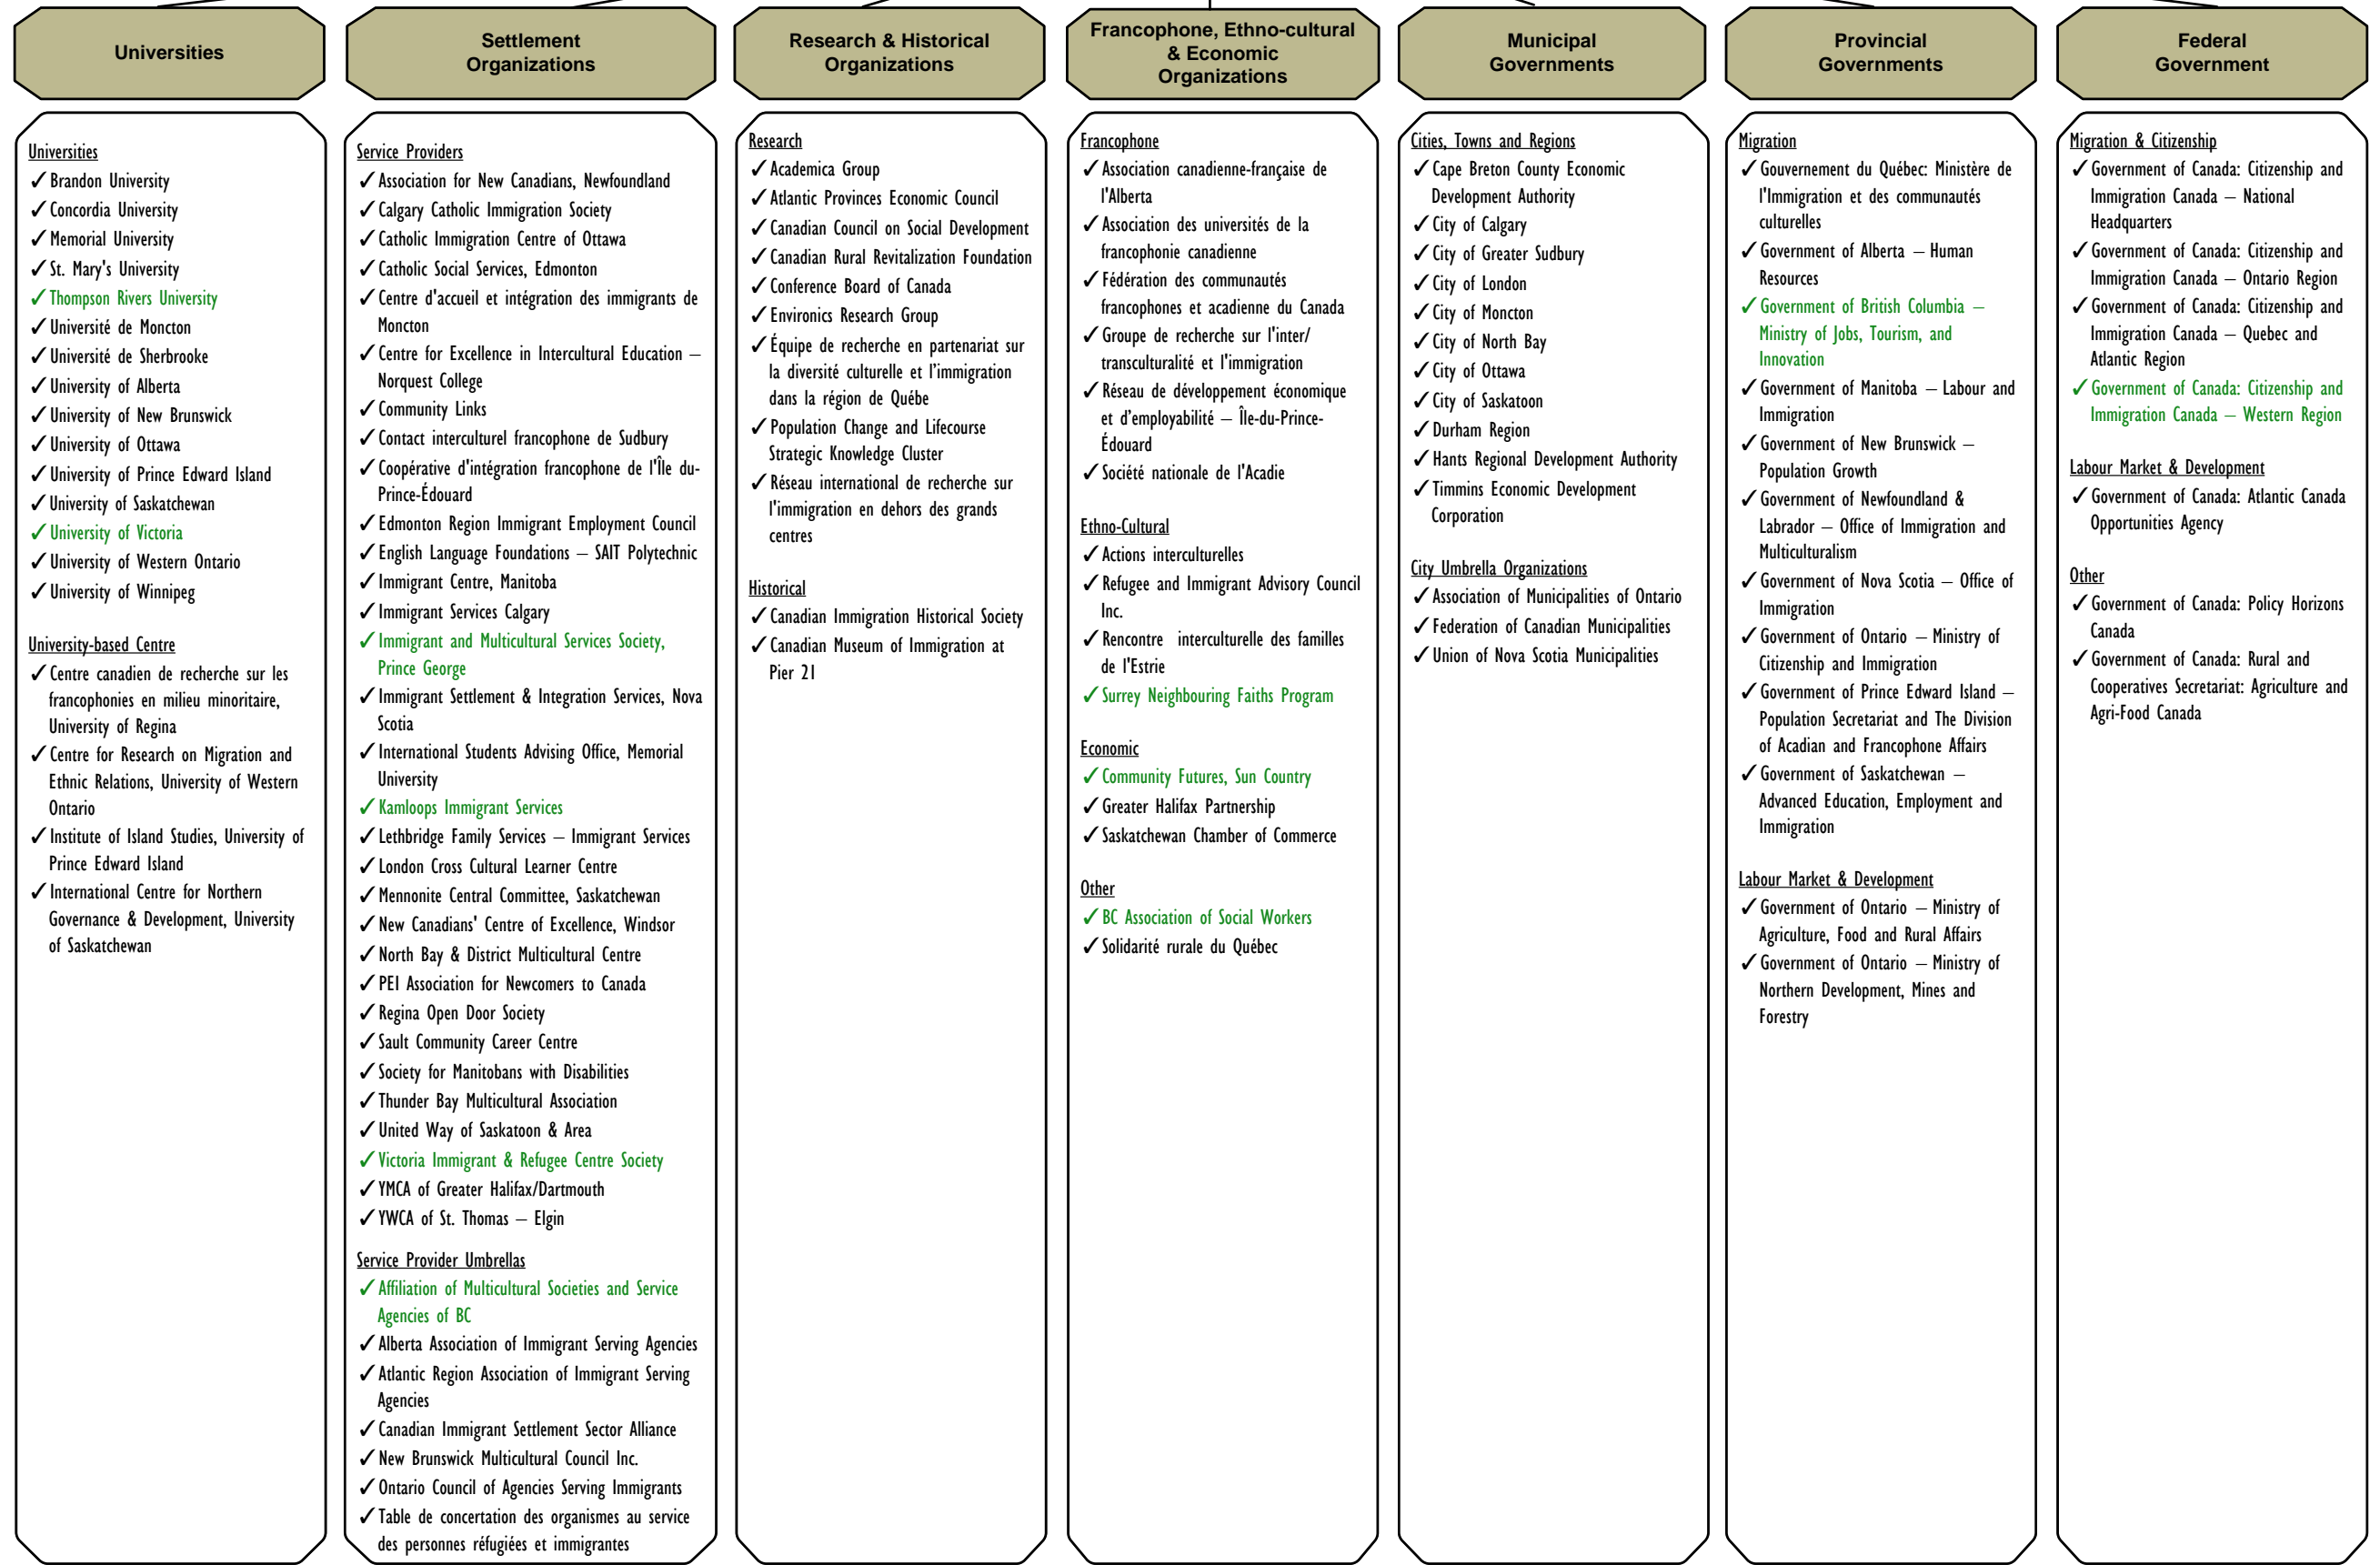 Universities
✓Brandon University
✓Concordia University
✓Memorial University
✓St. Mary's University
✓Thompson Rivers University
✓Université de Moncton
✓Université de Sherbrooke
✓University of Alberta
✓University of New Brunswick
✓University of Ottawa
✓University of Prince Edward Island
✓University of Saskatchewan
✓University of Victoria
✓University of Western Ontario
✓University of Winnipeg
University-based Centre
✓Centre canadien de recherche sur les
francophonies en milieu minoritaire,
University of Regina
✓Centre for Research on Migration and
Ethnic Relations, University of Western
Ontario
✓Institute of Island Studies, University of
Prince Edward Island
✓International Centre for Northern
Governance & Development, University
of Saskatchewan
Universities
Settlement
Organizations
Service Providers
✓Association for New Canadians, Newfoundland
✓Calgary Catholic Immigration Society
✓Catholic Immigration Centre of Ottawa
✓Catholic Social Services, Edmonton
✓Centre d'accueil et intégration des immigrants de
Moncton
✓Centre for Excellence in Intercultural Education –
Norquest College
✓Community Links
✓Contact interculturel francophone de Sudbury
✓Coopérative d'intégration francophone de l'Île du-
Prince-Édouard
✓Edmonton Region Immigrant Employment Council
✓English Language Foundations – SAIT Polytechnic
✓Immigrant Centre, Manitoba
✓Immigrant Services Calgary
✓Immigrant and Multicultural Services Society,
Prince George
✓Immigrant Settlement & Integration Services, Nova
Scotia
✓International Students Advising Office, Memorial
University
✓Kamloops Immigrant Services
✓Lethbridge Family Services – Immigrant Services
✓London Cross Cultural Learner Centre
✓Mennonite Central Committee, Saskatchewan
✓New Canadians' Centre of Excellence, Windsor
✓North Bay & District Multicultural Centre
✓PEI Association for Newcomers to Canada
✓Regina Open Door Society
✓Sault Community Career Centre
✓Society for Manitobans with Disabilities
✓Thunder Bay Multicultural Association
✓United Way of Saskatoon & Area
✓Victoria Immigrant & Refugee Centre Society
✓YMCA of Greater Halifax/Dartmouth
✓YWCA of St. Thomas – Elgin
Service Provider Umbrellas
✓Affiliation of Multicultural Societies and Service
Agencies of BC
✓Alberta Association of Immigrant Serving Agencies
✓Atlantic Region Association of Immigrant Serving
Agencies
✓Canadian Immigrant Settlement Sector Alliance
✓New Brunswick Multicultural Council Inc.
✓Ontario Council of Agencies Serving Immigrants
✓Table de concertation des organismes au service
des personnes réfugiées et immigrantes
Research & Historical
Organizations
Research
✓Academica Group
✓Atlantic Provinces Economic Council
✓Canadian Council on Social Development
✓Canadian Rural Revitalization Foundation
✓Conference Board of Canada
✓Environics Research Group
✓Équipe de recherche en partenariat sur
la diversité culturelle et l'immigration
dans la région de Québe
✓Population Change and Lifecourse
Strategic Knowledge Cluster
✓Réseau international de recherche sur
l'immigration en dehors des grands
centres
Historical
✓Canadian Immigration Historical Society
✓Canadian Museum of Immigration at
Pier 21
Francophone, Ethno-cultural
& Economic
Organizations
Francophone
✓Association canadienne-française de
l'Alberta
✓Association des universités de la
francophonie canadienne
✓Fédération des communautés
francophones et acadienne du Canada
✓Groupe de recherche sur l'inter/
transculturalité et l'immigration
✓Réseau de développement économique
et d'employabilité – Île-du-Prince-
Édouard
✓Société nationale de l'Acadie
Ethno-Cultural
✓Actions interculturelles
✓Refugee and Immigrant Advisory Council
Inc.
✓Rencontre interculturelle des familles
de l'Estrie
✓Surrey Neighbouring Faiths Program
Economic
✓Community Futures, Sun Country
✓Greater Halifax Partnership
✓Saskatchewan Chamber of Commerce
Other
✓BC Association of Social Workers
✓Solidarité rurale du Québec
Municipal
Governments
Cities, Towns and Regions
✓Cape Breton County Economic
Development Authority
✓City of Calgary
✓City of Greater Sudbury
✓City of London
✓City of Moncton
✓City of North Bay
✓City of Ottawa
✓City of Saskatoon
✓Durham Region
✓Hants Regional Development Authority
✓Timmins Economic Development
Corporation
City Umbrella Organizations
✓Association of Municipalities of Ontario
✓Federation of Canadian Municipalities
✓Union of Nova Scotia Municipalities
Provincial
Governments
Migration
✓Gouvernement du Québec: Ministère de
l'Immigration et des communautés
culturelles
✓Government of Alberta – Human
Resources
✓Government of British Columbia –
Ministry of Jobs, Tourism, and
Innovation
✓Government of Manitoba – Labour and
Immigration
✓Government of New Brunswick –
Population Growth
✓Government of Newfoundland &
Labrador – Office of Immigration and
Multiculturalism
✓Government of Nova Scotia – Office of
Immigration
✓Government of Ontario – Ministry of
Citizenship and Immigration
✓Government of Prince Edward Island –
Population Secretariat and The Division
of Acadian and Francophone Affairs
✓Government of Saskatchewan –
Advanced Education, Employment and
Immigration
Labour Market & Development
✓Government of Ontario – Ministry of
Agriculture, Food and Rural Affairs
✓Government of Ontario – Ministry of
Northern Development, Mines and
Forestry
Federal
Government
Migration & Citizenship
✓Government of Canada: Citizenship and
Immigration Canada – National
Headquarters
✓Government of Canada: Citizenship and
Immigration Canada – Ontario Region
✓Government of Canada: Citizenship and
Immigration Canada – Quebec and
Atlantic Region
✓Government of Canada: Citizenship and
Immigration Canada – Western Region
Labour Market & Development
✓Government of Canada: Atlantic Canada
Opportunities Agency
Other
✓Government of Canada: Policy Horizons
Canada
✓Government of Canada: Rural and
Cooperatives Secretariat: Agriculture and
Agri-Food Canada